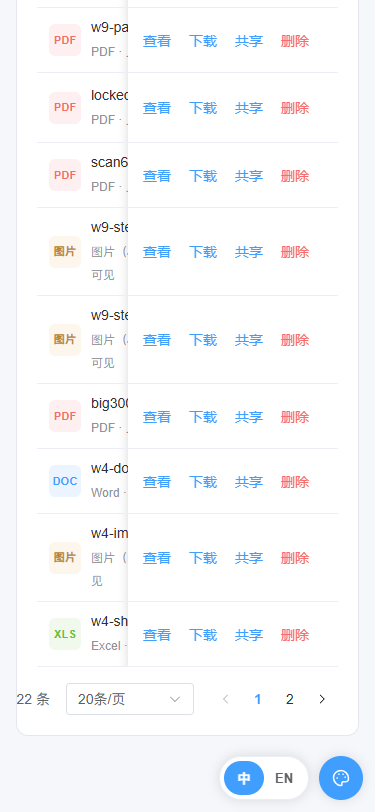 PDF w9-pa 查看 下载 共享 删除
PDF ·
PDF locked 查看 下载 共享 删除
PDF ·
PDF scan6 查看 下载 共享 删除
PDF ·
w9-ste
图片 图片（ 查看 下载 共享 删除
可见
w9-ste
图片 图片（ 查看 下载 共享 删除
可见
PDF big300 查看 下载 共享 删除
PDF ·
DOC w4-do 查看 下载 共享 删除
Word ·
w4-im
图片 图片（ 查看 下载 共享 删除
见
XLS w4-sh 查看 下载 共享 删除
Excel ·
22 条 20条/页 1 2
中 EN